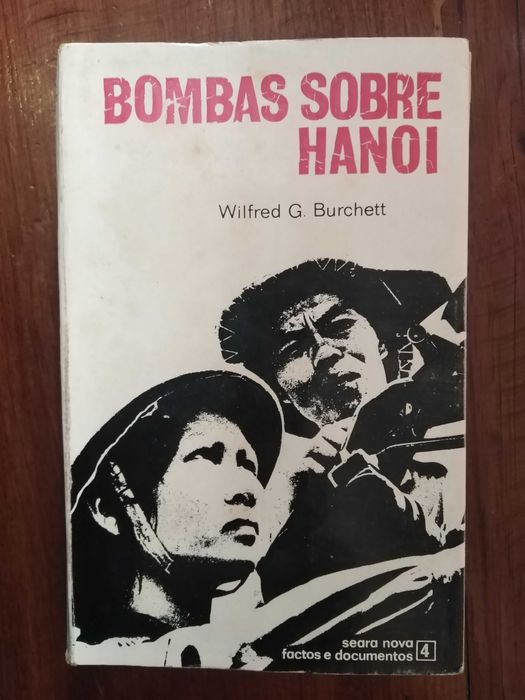 BOMBAS SOBRE
HANOI
Wilfred G. Burchett
seara nova
factos e documentos 4